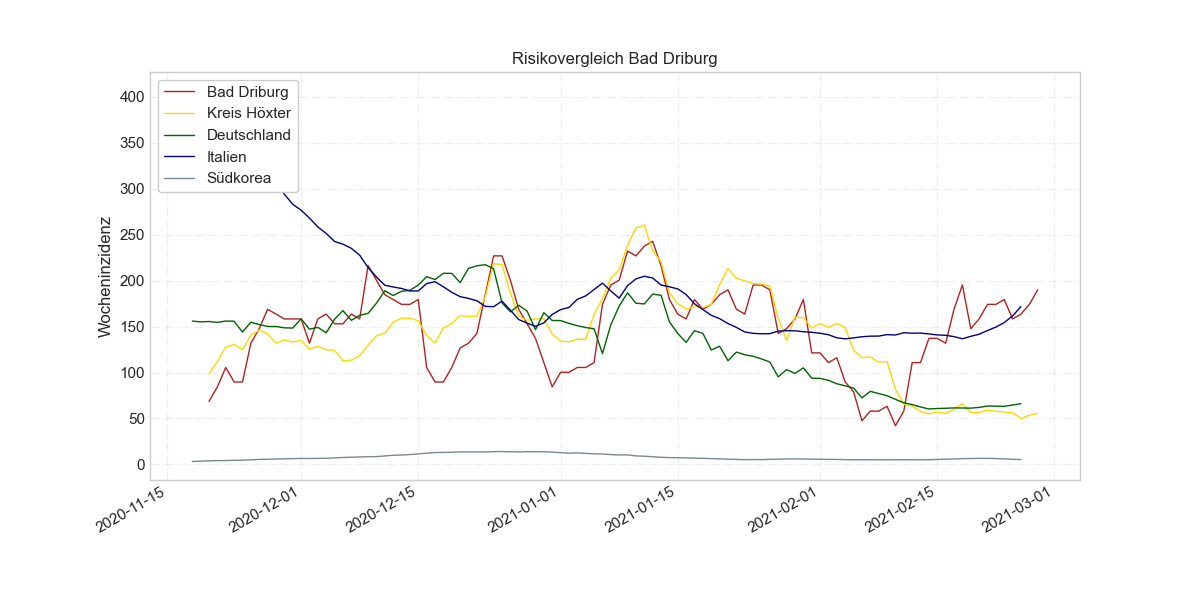 Risikovergleich Bad Driburg
Wocheninzidenz
400
350
300
250
200
150
100
50
0
Bad Driburg
Kreis Höxter
Deutschland
Italien
Südkorea
2020-11-15
2020-12-01
2020-12-15
2021-01-01
2021-01-15
2021-02-01
2021-02-15
2021-03-01